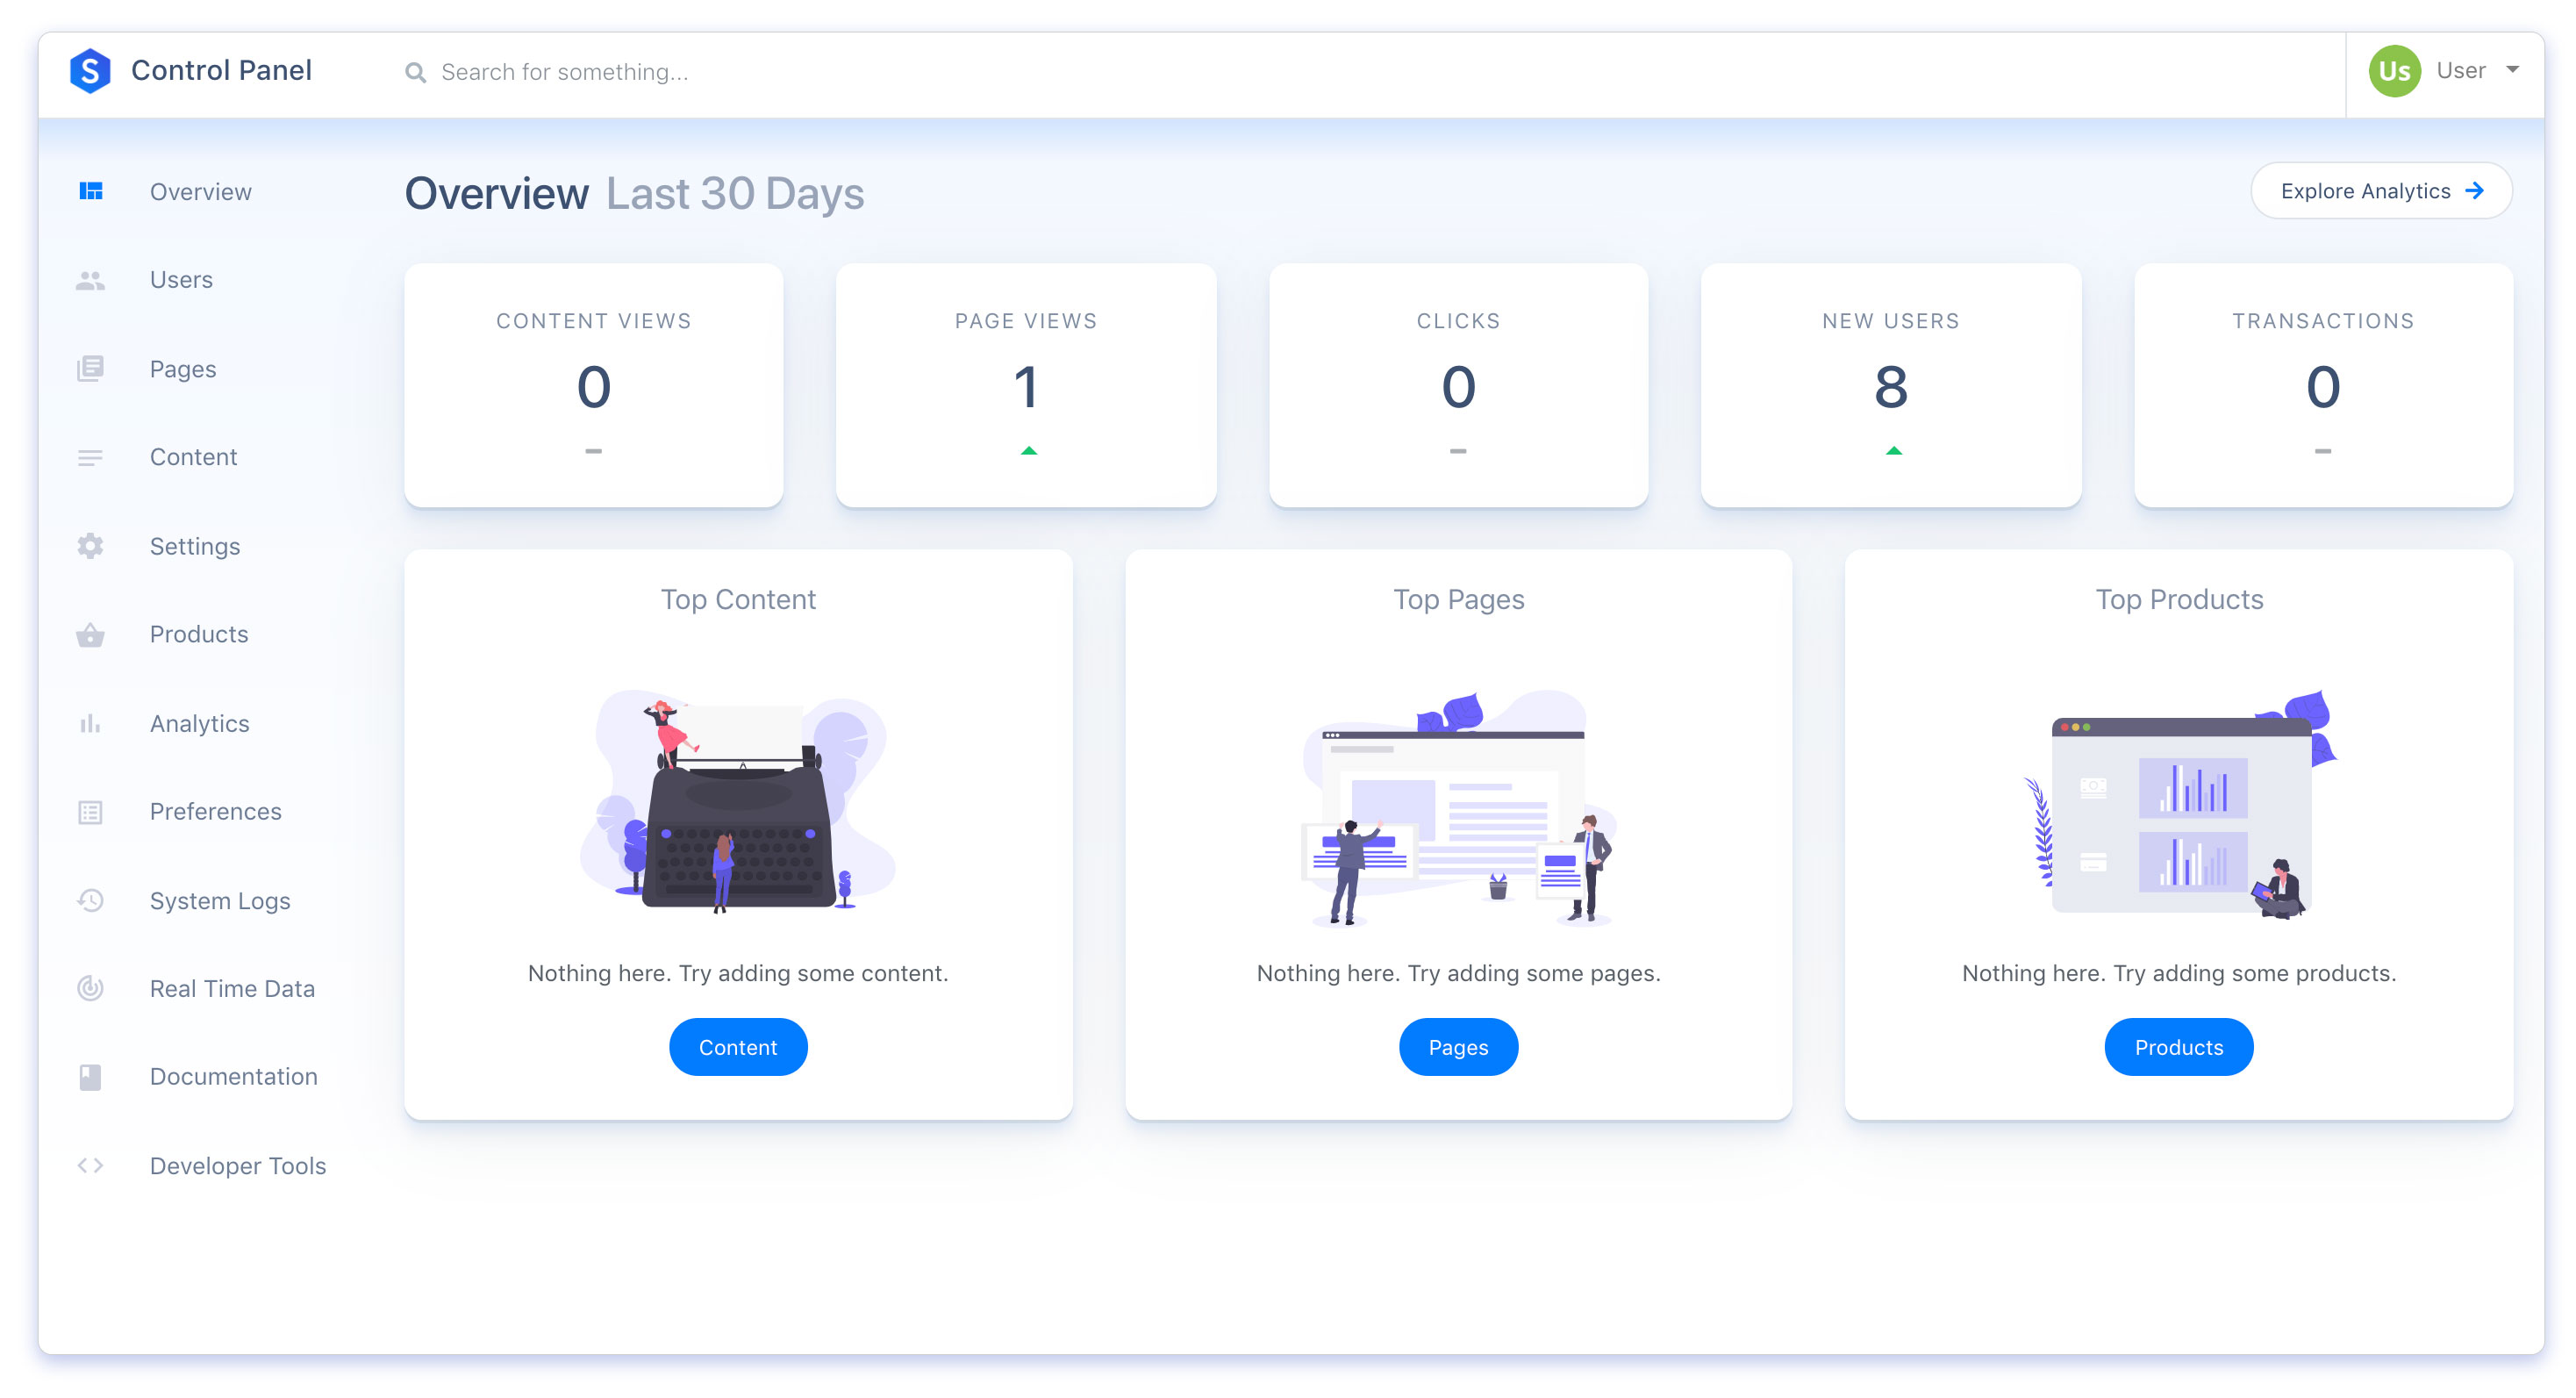 S Control Panel
Search for something...
Us User
Overview
Users
Pages
Content
Settings
Products
Analytics
Preferences
System Logs
Real Time Data
Documentation
Developer Tools
Overview Last 30 Days
Explore Analytics
CONTENT VIEWS
0
PAGE VIEWS
1
CLICKS
0
NEW USERS
8
TRANSACTIONS
0
Top Content
Nothing here. Try adding some content.
Content
Top Pages
Nothing here. Try adding some pages.
Pages
Top Products
Nothing here. Try adding some products.
Products